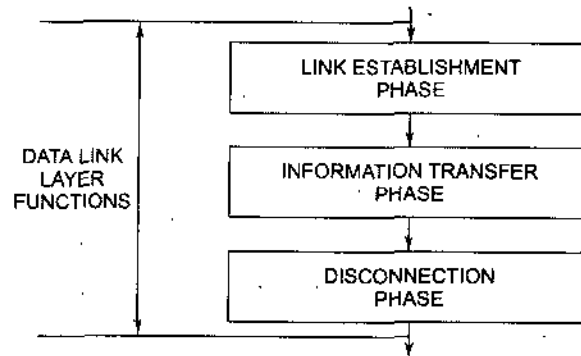 LINK ESTABLISHMENT
PHASE
DATA LINK
LAYER
FUNCTIONS
INFORMATION TRANSFER
PHASE
DISCONNECTION
PHASE